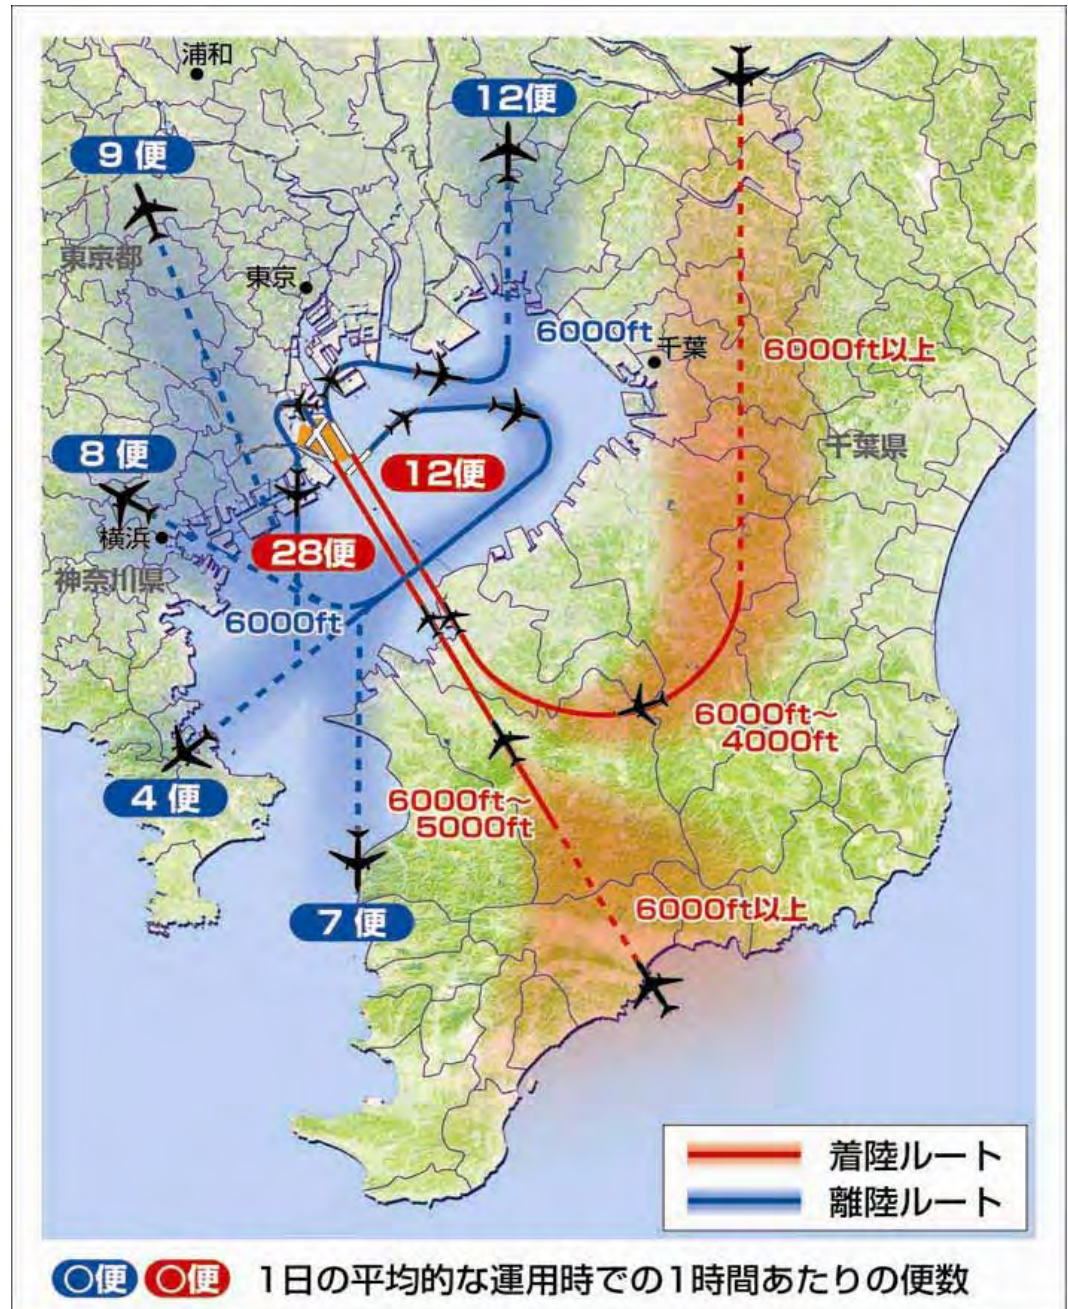 浦和
12便
9 便
東京都
東京
6000ft
千葉
6000ft以上
千葉県
8 便
12便
横浜
28便
神奈川県
6000ft
6000ft～
4000ft
4 便
6000ft～
5000ft
6000ft以上
7 便
着陸ルート
離陸ルート
○便 ○便 1日の平均的な運用時での1時間あたりの便数